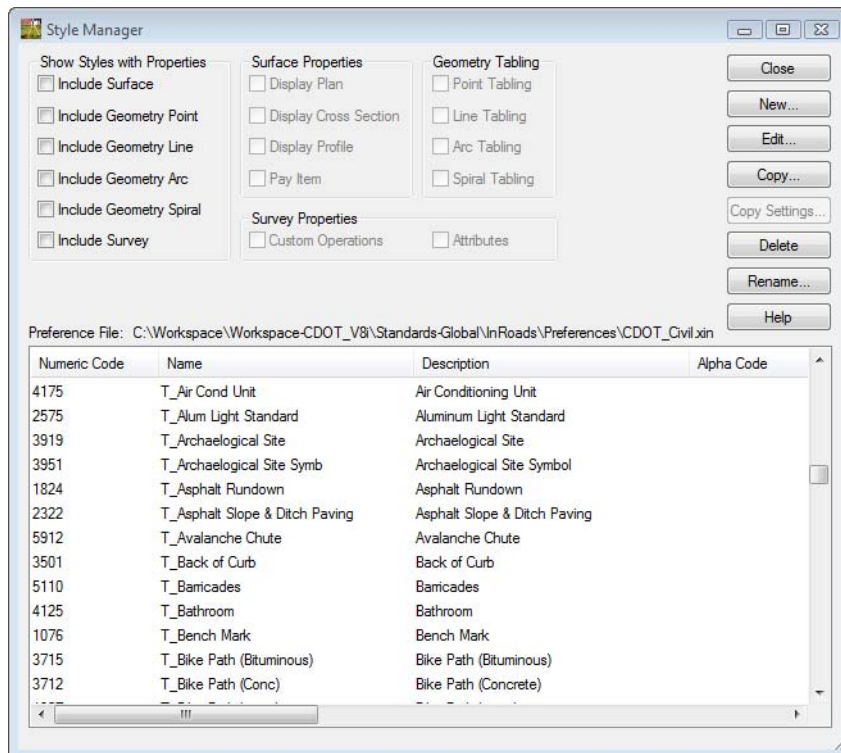 Style Manager
Show Styles with Properties
Include Surface
Include Geometry Point
Include Geometry Line
Include Geometry Arc
Include Geometry Spiral
Include Survey
Surface Properties
Display Plan
Display Cross Section
Display Profile
Pay Item
Geometry Tabling
Point Tabling
Line Tabling
Arc Tabling
Spiral Tabling
Survey Properties
Custom Operations Attributes
Close
New...
Edit...
Copy...
Copy Settings...
Delete
Rename...
Help
Preference File: C:\Workspace\Workspace-CDOT_V8i\Standards-Global\InRoads\Preferences\CDOT_Civil.xin
Numeric Code Name Description Alpha Code
4175 T_Air Cond Unit Air Conditioning Unit
2575 T_Alum Light Standard Aluminum Light Standard
3919 T_Archaelogical Site Archaelogical Site
3951 T_Archaelogical Site Symb Archaelogical Site Symbol
1824 T_Asphalt Rundown Asphalt Rundown
2322 T_Asphalt Slope & Ditch Paving Asphalt Slope & Ditch Paving
5912 T_Avalanche Chute Avalanche Chute
3501 T_Back of Curb Back of Curb
5110 T_Barricades Barricades
4125 T_Bathroom Bathroom
1076 T_Bench Mark Bench Mark
3715 T_Bike Path (Bituminous) Bike Path (Bituminous)
3712 T_Bike Path (Conc) Bike Path (Concrete)